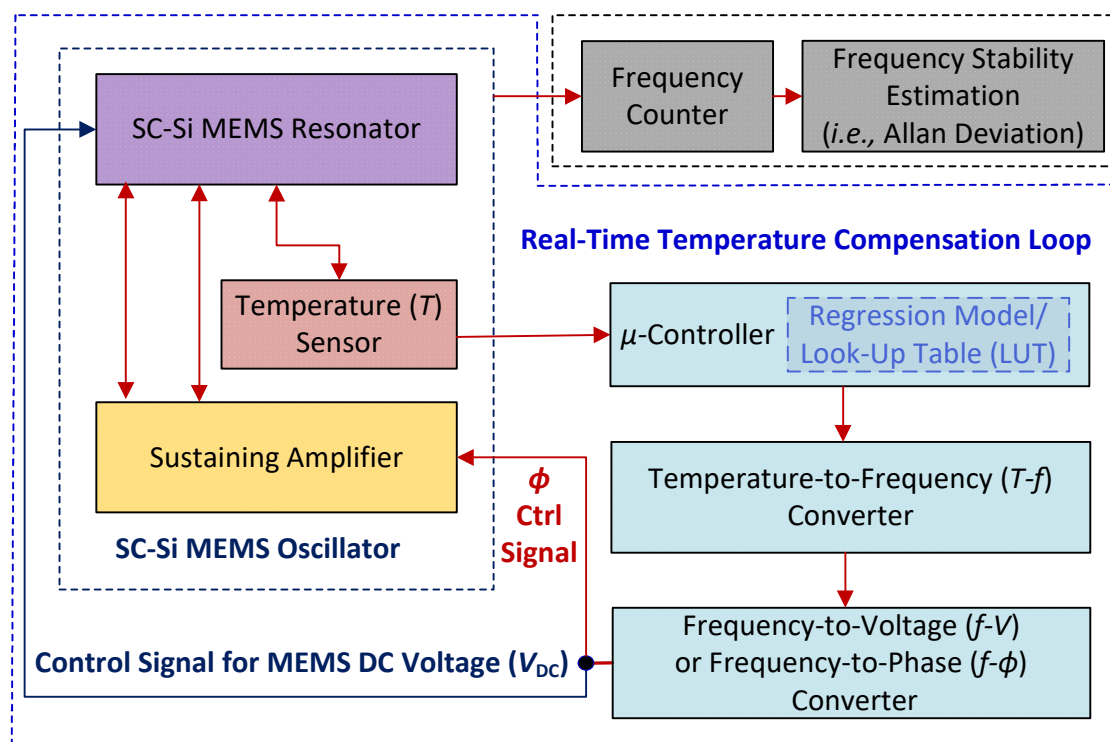 SC-Si MEMS Resonator
Frequency
Counter
Frequency Stability
Estimation
(i.e., Allan Deviation)
Real-Time Temperature Compensation Loop
Temperature (T)
Sensor
μ-Controller
Regression Model/
Look-Up Table (LUT)
Sustaining Amplifier
SC-Si MEMS Oscillator
ϕ
Ctrl
Signal
Temperature-to-Frequency (T-f)
Converter
Control Signal for MEMS DC Voltage (VDC)
Frequency-to-Voltage (f-V)
or Frequency-to-Phase (f-ϕ)
Converter